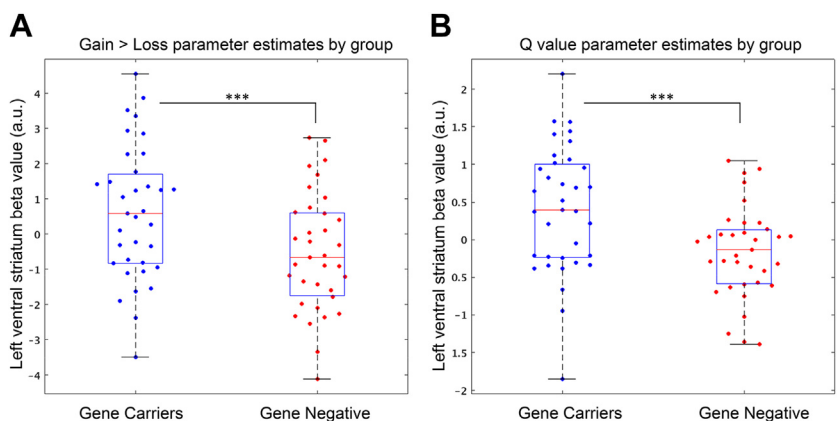 A
Gain > Loss parameter estimates by group
Left ventral striatum beta value (a.u.)
5
4
3
2
1
0
-1
-2
-3
-4
***
Gene Carriers
Gene Negative
B
Q value parameter estimates by group
Left ventral striatum beta value (a.u.)
2
1.5
1
0.5
0
0.5
-1
1.5
-2
***
Gene Carriers
Gene Negative